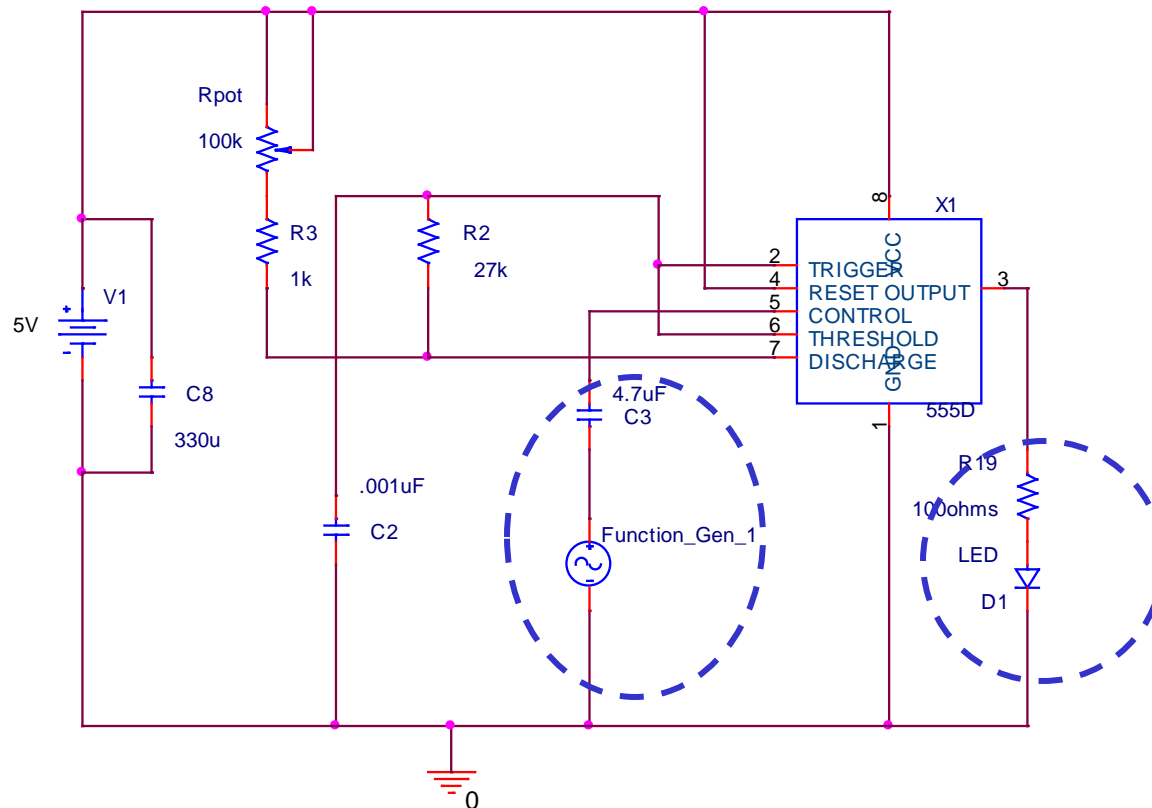 Rpot
100k
R3
1k
R2
27k
V1
5V
+
-
C8
330u
.001uF
C2
4.7uF
C3
Function_Gen_1
+
-
8
X1
VCC
2
TRIGGER
4
RESET OUTPUT
3
5
CONTROL
6
THRESHOLD
7
DISCHARGE
GND
1
555D
R19
100ohms
LED
D1
0